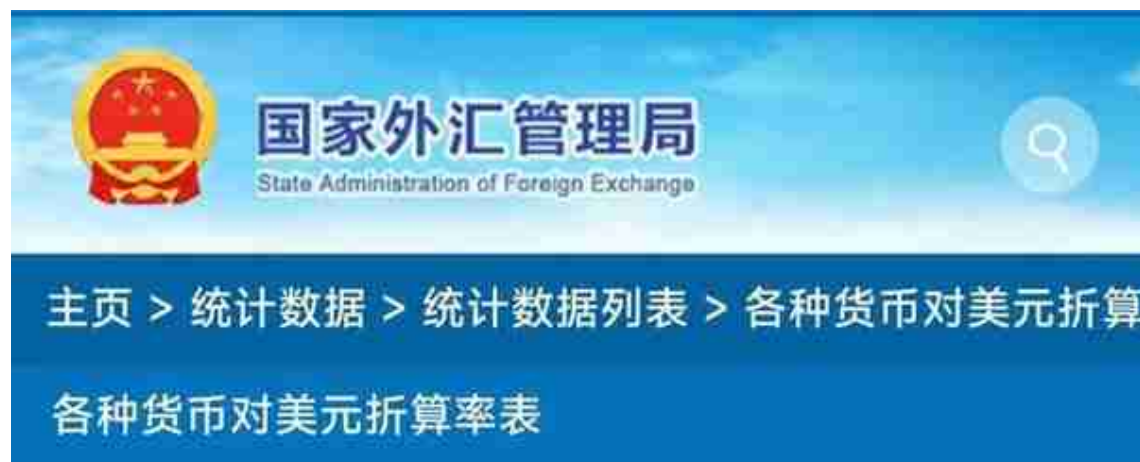 国家外汇管理局
State Administration of Foreign Exchange
主页 > 统计数据 > 统计数据列表 > 各种货币对美元折算
各种货币对美元折算率表